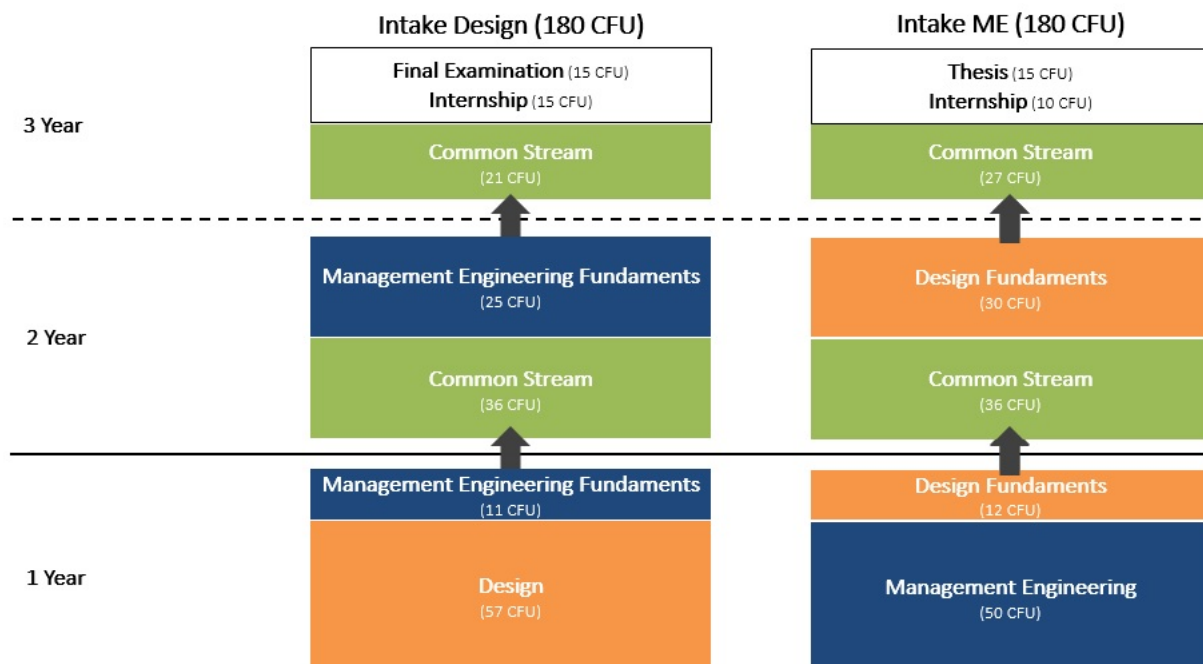 Intake Design (180 CFU)
Intake ME (180 CFU)
3 Year
Final Examination (15 CFU)
Internship (15 CFU)
Thesis (15 CFU)
Internship (10 CFU)
Common Stream
(21 CFU)
Common Stream
(27 CFU)
2 Year
Management Engineering Fundaments
(25 CFU)
Design Fundaments
(30 CFU)
Common Stream
(36 CFU)
Common Stream
(36 CFU)
1 Year
Management Engineering Fundaments
(11 CFU)
Design Fundaments
(12 CFU)
Design
(57 CFU)
Management Engineering
(50 CFU)